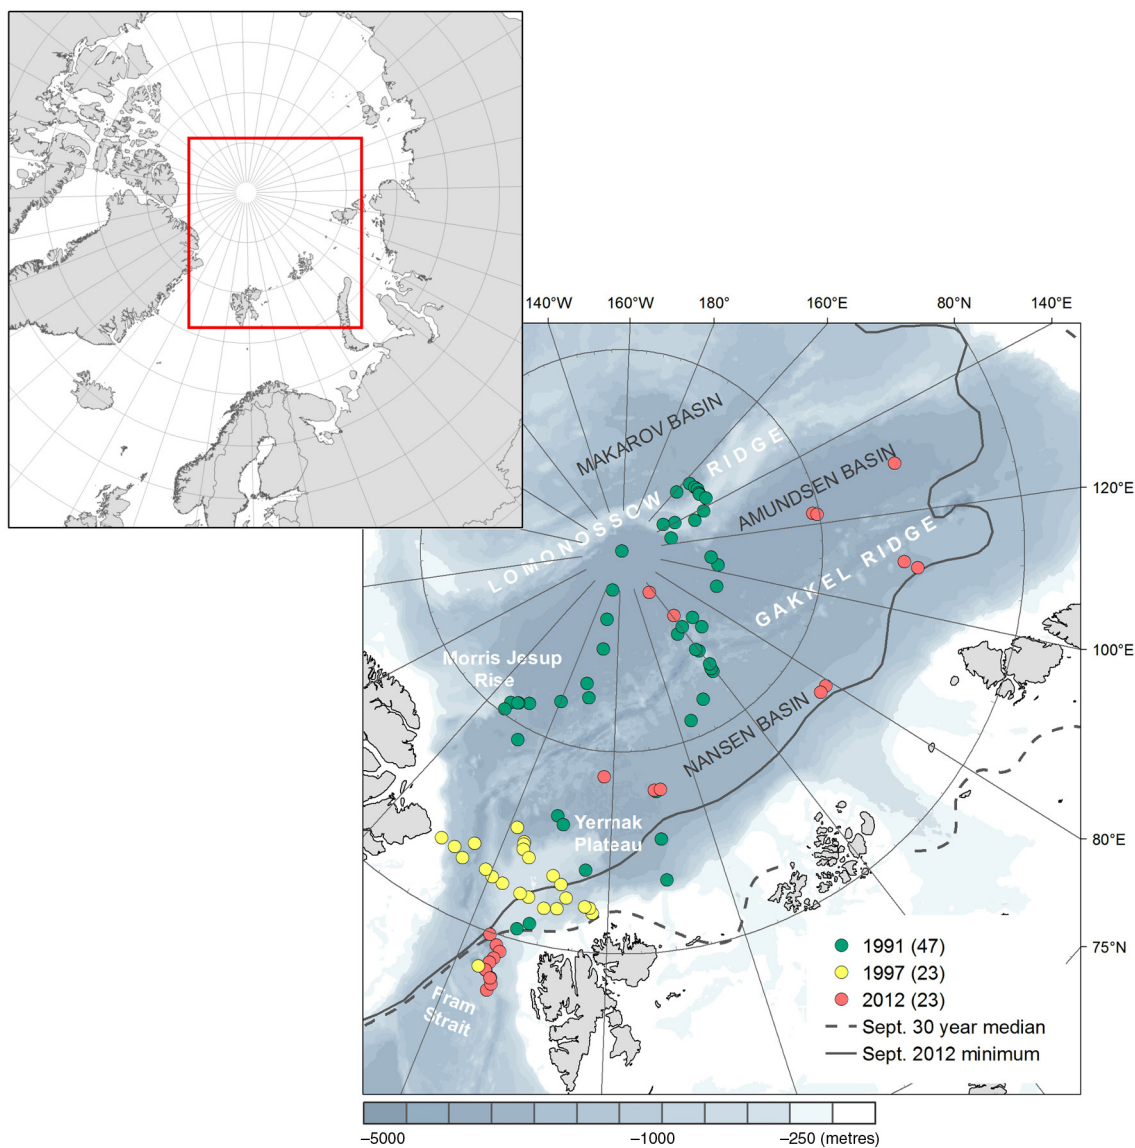 140°W 160°W 180° 160°E 80°N 140°E
MAKAROV BASIN
LOMONOSSOW RIDGE
AMUNDSEN BASIN
120°E
GAKKEL RIDGE
Morris Jesup
Rise
100°E
NANSEN BASIN
Yermak
Plateau
80°E
1991 (47)
75°N
1997 (23)
2012 (23)
Fram
Strait
Sept. 30 year median
Sept. 2012 minimum
–5000 –1000 –250 (metres)